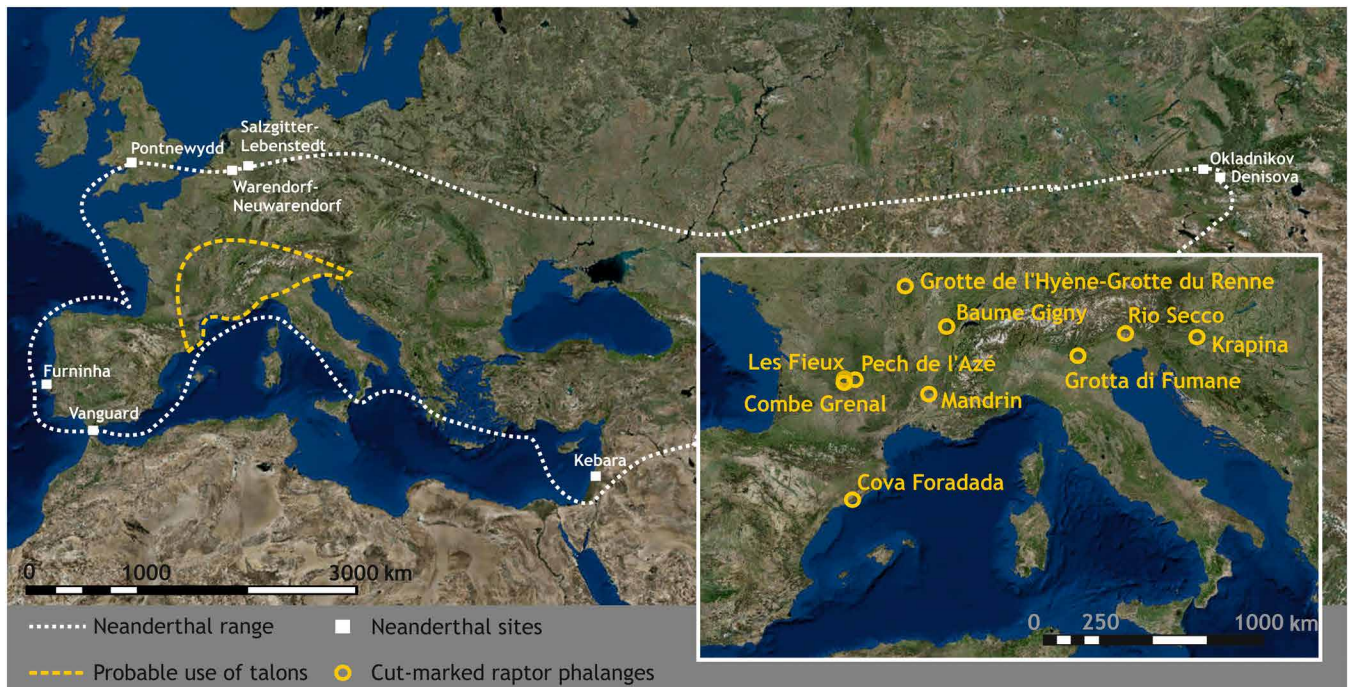 Salzgitter-
Lebenstedt
Pontnewydd
Warendorf-
Neuwarendorf
Okladnikov
Denisova
Furninha
Vanguard
Kebara
0 1000 3000 km
Grotte de l'Hyène-Grotte du Renne
Baume Gigny
Rio Secco
Krapina
Les Fieux
Pech de l'Azé
Grotta di Fumane
Combe Grenal
Mandrin
Cova Foradada
0 250 1000 km
Neanderthal range
Neanderthal sites
Probable use of talons
Cut-marked raptor phalanges